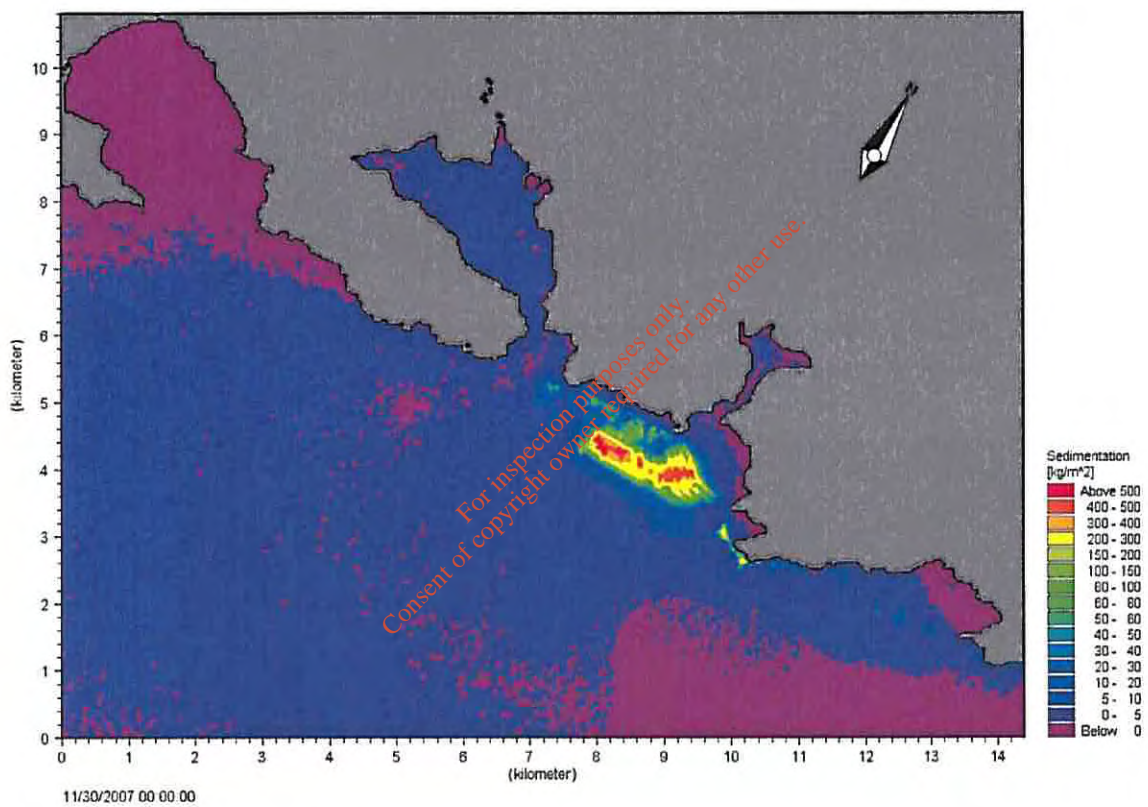 10
9
8
7
6
5
4
3
2
1
0
(kilometer)
N
For inspection purposes only.
Consent of copyright owner required for any other use.
0 1 2 3 4 5 6 7 8 9 10 11 12 13 14
(kilometer)
11/30/2007 00:00:00
Sedimentation
[kg/m^2]
Above 500
400 - 500
300 - 400
200 - 300
150 - 200
100 - 150
80 - 100
60 - 80
50 - 60
40 - 50
30 - 40
20 - 30
10 - 20
5 - 10
0 - 5
Below 0